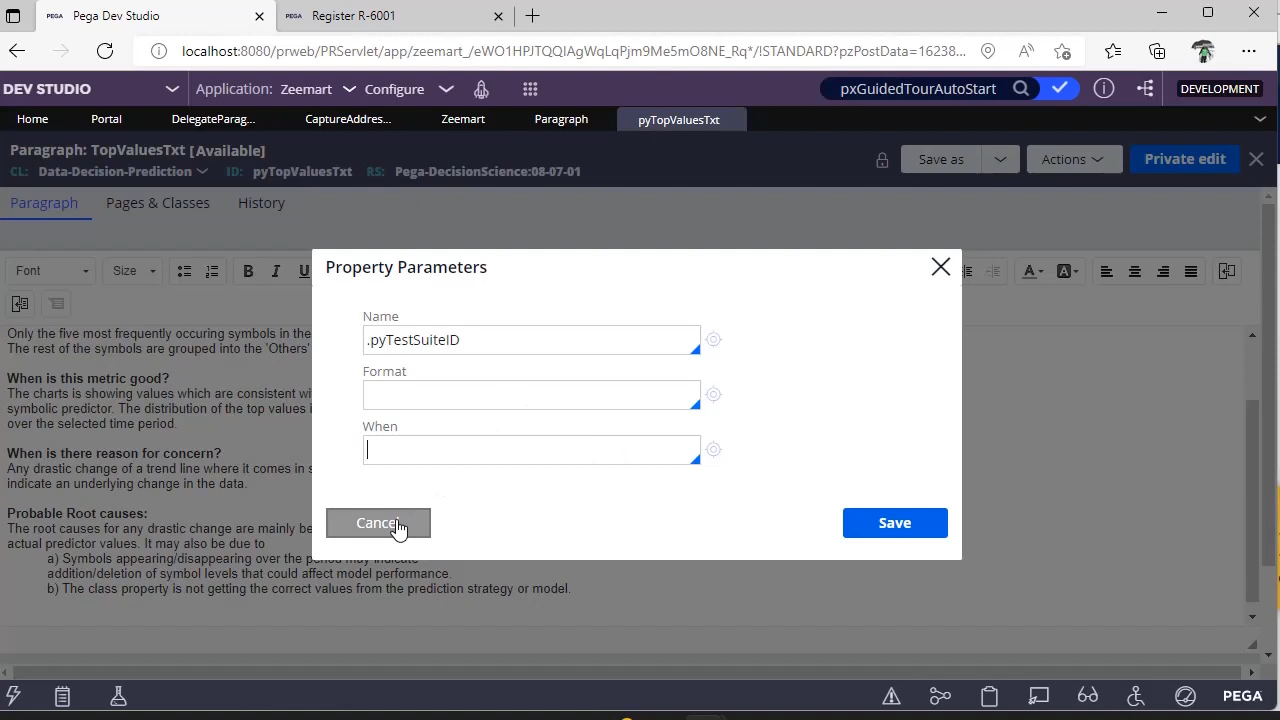 Pega Dev Studio
PEGA Register R-6001
localhost:8080/prweb/PRServlet/app/zeemart_/eWO1HPJTQQIAgWqLqPjm9Me5mO8NE_Rq*/!STANDARD?pzPostData=16238...
DEV STUDIO
Application: Zeemart
Configure
pxGuidedTourAutoStart
DEVELOPMENT
Home
Portal
DelegateParag...
CaptureAddres...
Zeemart
Paragraph
pyTopValuesTxt
Paragraph: TopValuesTxt [Available]
CL: Data-Decision-Prediction
ID: pyTopValuesTxt
RS: Pega-DecisionScience:08-07-01
Save as
Actions
Private edit
Paragraph
Pages & Classes
History
Font
Size
B
I
U
A
A
Only the five most frequently occuring symbols in the
The rest of the symbols are grouped into the 'Others'
When is this metric good?
The charts is showing values which are consistent wi
symbolic predictor. The distribution of the top values i
over the selected time period.
When is there reason for concern?
Any drastic change of a trend line where it comes in s
indicate an underlying change in the data.
Probable Root causes:
The root causes for any drastic change are mainly be
actual predictor values. It may also be due to
a) Symbols appearing/disappearing over the period may indicate
addition/deletion of symbol levels that could affect model performance.
b) The class property is not getting the correct values from the prediction strategy or model.
Property Parameters
Name
.pyTestSuiteID
Format
When
Cancel
Save
PEGA